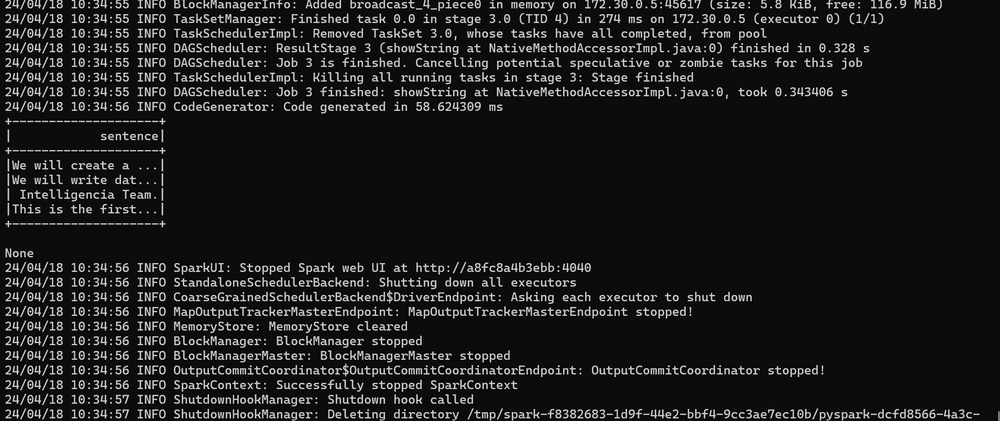 24/04/18 10:34:55 INFO BlockManagerInfo: Added broadcast_4_piece0 in memory on 172.30.0.5:45617 (size: 5.8 KiB, free: 116.9 MiB)
24/04/18 10:34:55 INFO TaskSetManager: Finished task 0.0 in stage 3.0 (TID 4) in 274 ms on 172.30.0.5 (executor 0) (1/1)
24/04/18 10:34:55 INFO TaskSchedulerImpl: Removed TaskSet 3.0, whose tasks have all completed, from pool
24/04/18 10:34:55 INFO DAGScheduler: ResultStage 3 (showString at NativeMethodAccessorImpl.java:0) finished in 0.328 s
24/04/18 10:34:55 INFO DAGScheduler: Job 3 is finished. Cancelling potential speculative or zombie tasks for this job
24/04/18 10:34:55 INFO TaskSchedulerImpl: Killing all running tasks in stage 3: Stage finished
24/04/18 10:34:55 INFO DAGScheduler: Job 3 finished: showString at NativeMethodAccessorImpl.java:0, took 0.343406 s
24/04/18 10:34:56 INFO CodeGenerator: Code generated in 58.624309 ms
+--------------------+
|            sentence|
+--------------------+
|We will create a ...|
|We will write dat...|
| Intelligencia Team.|
|This is the first...|
+--------------------+

None
24/04/18 10:34:56 INFO SparkUI: Stopped Spark web UI at http://a8fc8a4b3ebb:4040
24/04/18 10:34:56 INFO StandaloneSchedulerBackend: Shutting down all executors
24/04/18 10:34:56 INFO CoarseGrainedSchedulerBackend$DriverEndpoint: Asking each executor to shut down
24/04/18 10:34:56 INFO MapOutputTrackerMasterEndpoint: MapOutputTrackerMasterEndpoint stopped!
24/04/18 10:34:56 INFO MemoryStore: MemoryStore cleared
24/04/18 10:34:56 INFO BlockManager: BlockManager stopped
24/04/18 10:34:56 INFO BlockManagerMaster: BlockManagerMaster stopped
24/04/18 10:34:56 INFO OutputCommitCoordinator$OutputCommitCoordinatorEndpoint: OutputCommitCoordinator stopped!
24/04/18 10:34:56 INFO SparkContext: Successfully stopped SparkContext
24/04/18 10:34:57 INFO ShutdownHookManager: Shutdown hook called
24/04/18 10:34:57 INFO ShutdownHookManager: Deleting directory /tmp/spark-f8382683-1d9f-44e2-bbf4-9cc3ae7ec10b/pyspark-dcfd8566-4a3c-